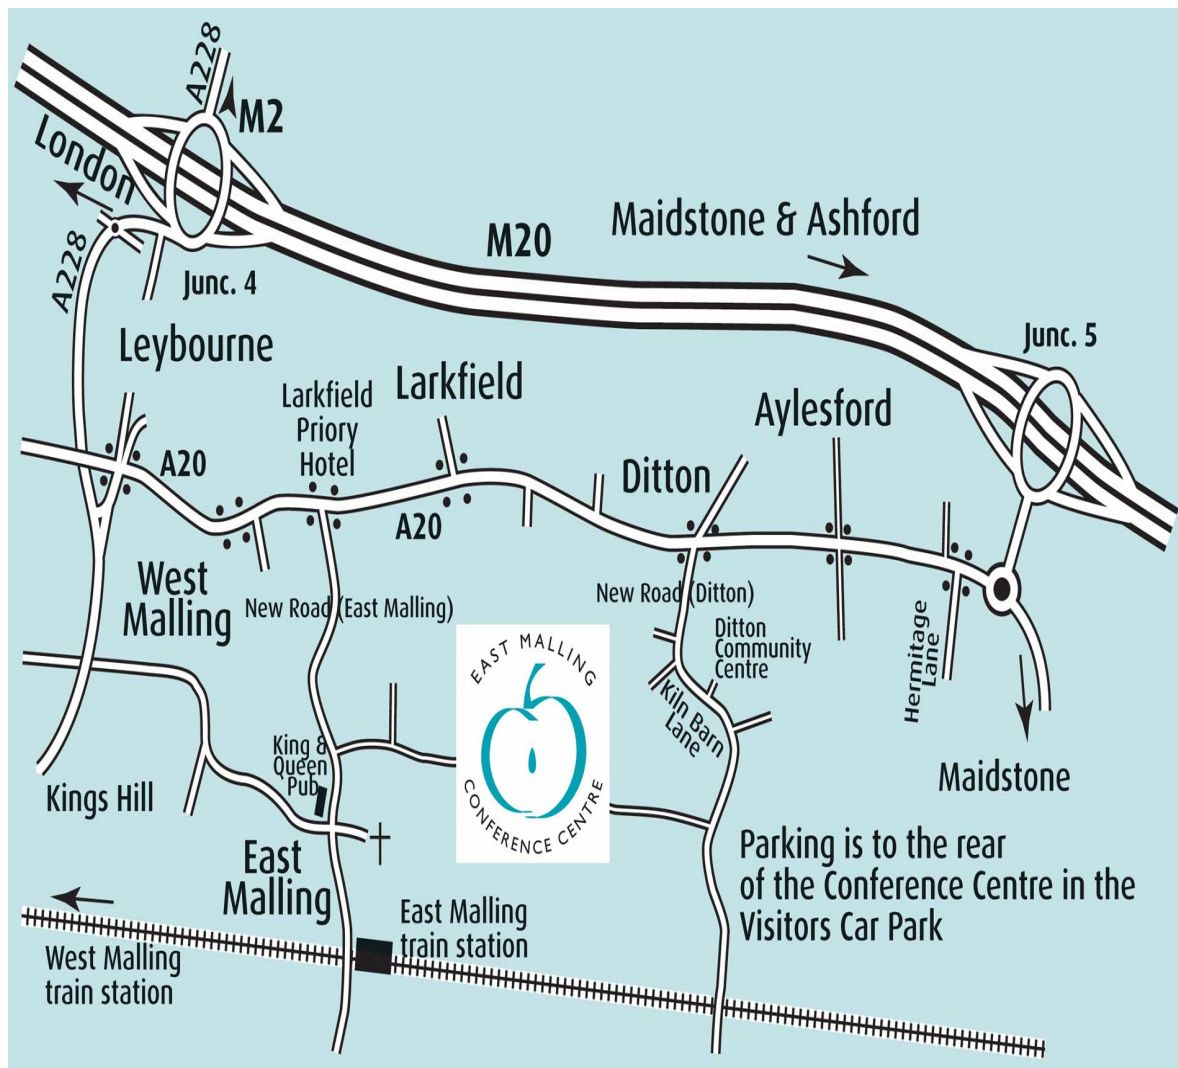 A228
M2
London
A228
Junc. 4
M20
Maidstone & Ashford
Junc. 5
Leybourne
Larkfield
Priory
Hotel
Larkfield
Aylesford
A20
A20
Ditton
West
Malling
New Road (East Malling)
New Road (Ditton)
Ditton
Community
Centre
Hermitage
Lane
EAST MALLING
CONFERENCE CENTRE
Kiln Barn
Lane
King &
Queen
Pub
Kings Hill
Maidstone
East
Malling
Parking is to the rear
of the Conference Centre in the
Visitors Car Park
East Malling
train station
West Malling
train station